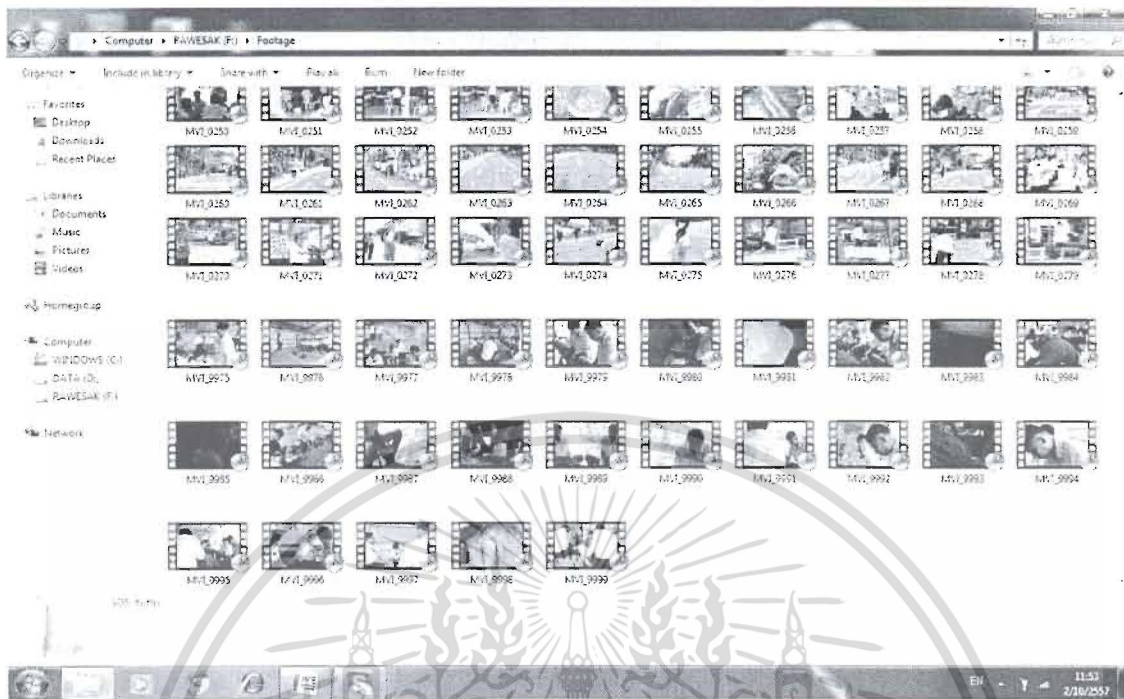 Computer ▸ RAWESAK (F:) ▸ Footage
Organize Include in library Share with Play all Burn New folder
Favorites
Desktop
Downloads
Recent Places
Libraries
Documents
Music
Pictures
Videos
Homegroup
Computer
WINDOWS (C:)
DATA (D:)
RAWESAK (F:)
Network
MVI_0250 MVI_0251 MVI_0252 MVI_0253 MVI_0254 MVI_0255 MVI_0256 MVI_0257 MVI_0258 MVI_0259
MVI_0260 MVI_0261 MVI_0262 MVI_0263 MVI_0264 MVI_0265 MVI_0266 MVI_0267 MVI_0268 MVI_0269
MVI_0270 MVI_0271 MVI_0272 MVI_0273 MVI_0274 MVI_0275 MVI_0276 MVI_0277 MVI_0278 MVI_0279
MVI_9975 MVI_9976 MVI_9977 MVI_9978 MVI_9979 MVI_9980 MVI_9981 MVI_9982 MVI_9983 MVI_9984
MVI_9985 MVI_9986 MVI_9987 MVI_9988 MVI_9989 MVI_9990 MVI_9991 MVI_9992 MVI_9993 MVI_9994
MVI_9995 MVI_9996 MVI_9997 MVI_9998 MVI_9999
EN
11:53
2/10/2557